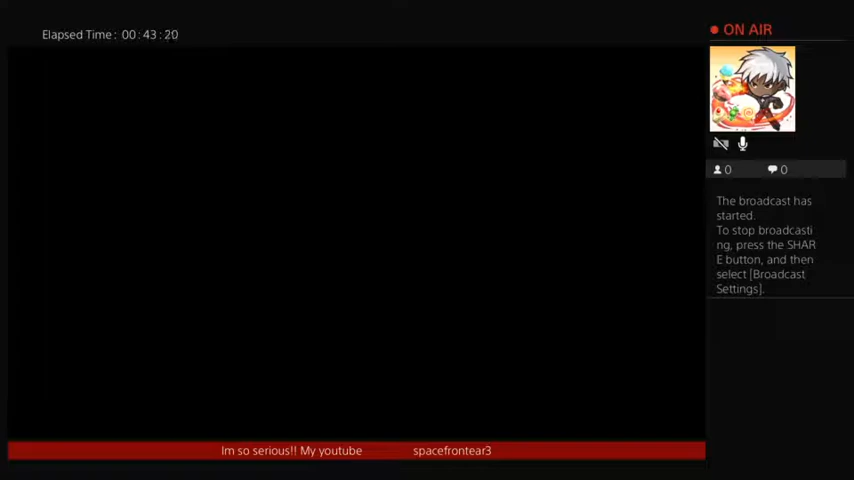 Elapsed Time: 00:43:20
ON AIR
0 0
The broadcast has
started.
To stop broadcasti
ng, press the SHAR
E button, and then
select [Broadcast
Settings].
Im so serious!! My youtube spacefrontear3